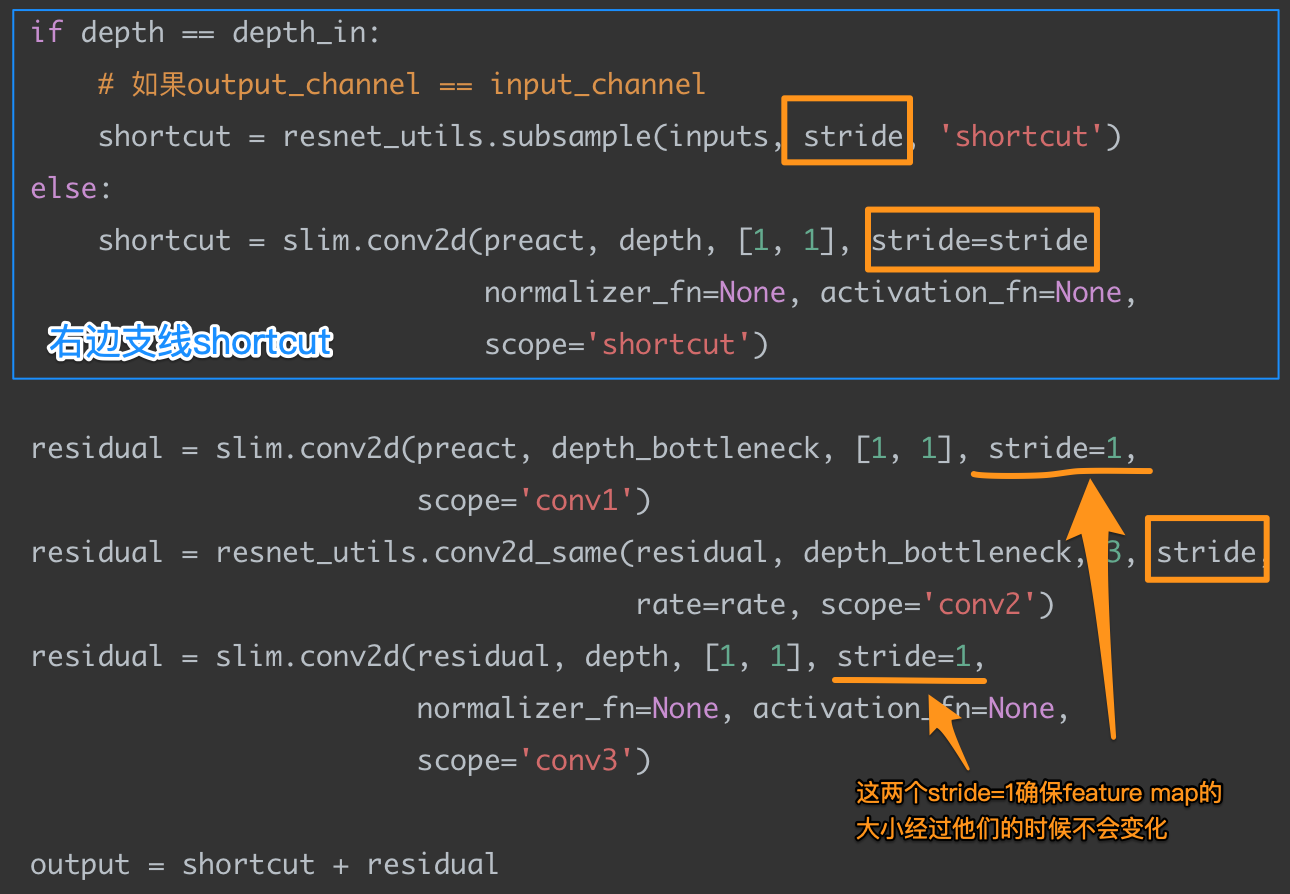 if depth == depth_in:
# 如果output_channel == input_channel
shortcut = resnet_utils.subsample(inputs, stride, 'shortcut')
else:
shortcut = slim.conv2d(preact, depth, [1, 1], stride=stride
normalizer_fn=None, activation_fn=None,
scope='shortcut')
右边支线shortcut
residual = slim.conv2d(preact, depth_bottleneck, [1, 1], stride=1,
scope='conv1')
residual = resnet_utils.conv2d_same(residual, depth_bottleneck, 3, stride,
rate=rate, scope='conv2')
residual = slim.conv2d(residual, depth, [1, 1], stride=1,
normalizer_fn=None, activation_fn=None,
scope='conv3')
这两个stride=1确保feature map的
大小经过他们的时候不会变化
output = shortcut + residual